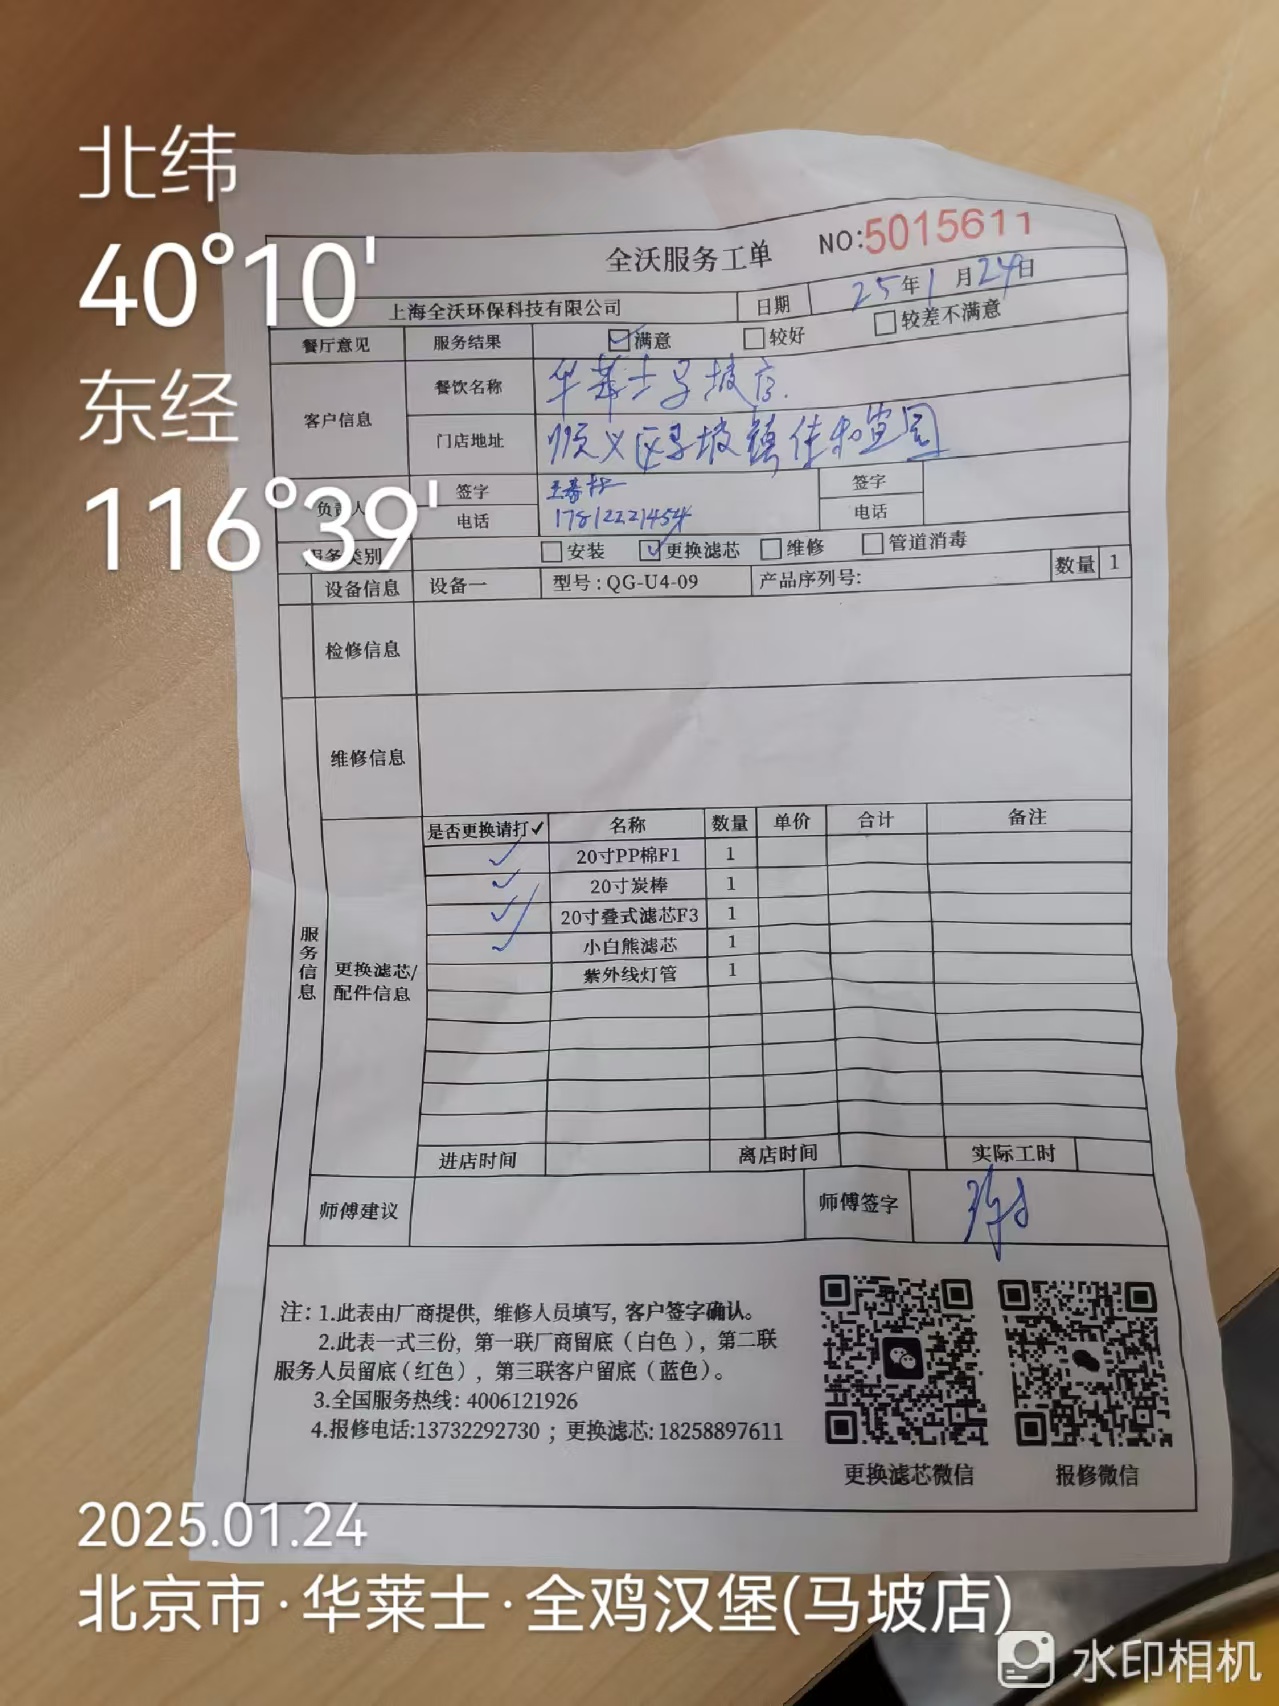 北纬
40°10'
东经
116°39'
全沃服务工单 NO:5015611
上海全沃环保科技有限公司 日期 25年1月24日
餐厅意见 服务结果 ☑满意 □较好 □较差不满意
客户信息 餐饮名称 华莱士马坡店.
门店地址 顺义区马坡镇佳和宜园
负责人 签字 签字
电话 17812221454 电话
服务类别 □安装 ☑更换滤芯 □维修 □管道消毒
设备信息 设备一 型号:QG-U4-09 产品序列号: 数量 1
检修信息
维修信息
服务信息
更换滤芯/配件信息
是否更换请打✓ 名称 数量 单价 合计 备注
✓ 20寸PP棉F1 1
✓ 20寸炭棒 1
✓ 20寸叠式滤芯F3 1
✓ 小白熊滤芯 1
紫外线灯管 1
进店时间 离店时间 实际工时
师傅建议 师傅签字
注:1.此表由厂商提供,维修人员填写,客户签字确认。
2.此表一式三份,第一联厂商留底(白色),第二联
服务人员留底(红色),第三联客户留底(蓝色)。
3.全国服务热线:4006121926
4.报修电话:13732292730;更换滤芯:18258897611
更换滤芯微信 报修微信
2025.01.24
北京市·华莱士·全鸡汉堡(马坡店)
水印相机